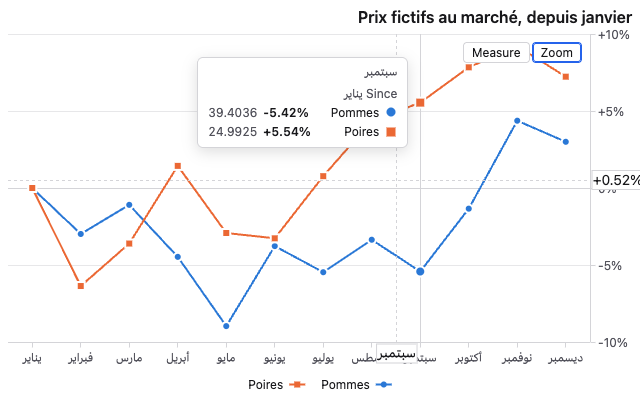 Prix fictifs au marché, depuis janvier
Measure
Zoom
سبتمبر
Since يناير
39.4036 -5.42% Pommes
24.9925 +5.54% Poires
+10%
+5%
+0.52%
-5%
-10%
يناير
فبراير
مارس
أبريل
مايو
يونيو
يوليو
سبتمبر
أكتوبر
نوفمبر
ديسمبر
Poires
Pommes